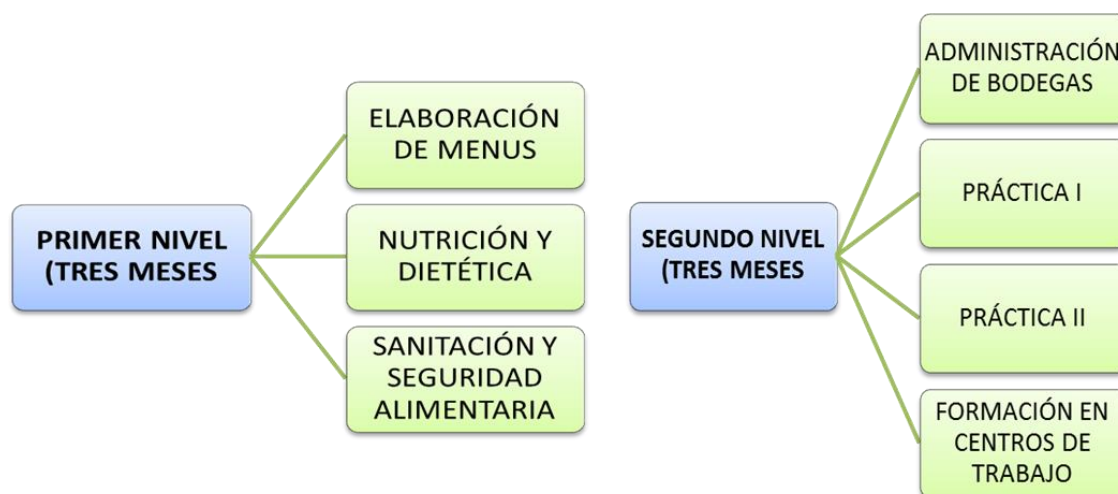 PRIMER NIVEL
(TRES MESES
ELABORACIÓN
DE MENUS
NUTRICIÓN Y
DIETÉTICA
SANITACIÓN Y
SEGURIDAD
ALIMENTARIA
SEGUNDO NIVEL
(TRES MESES
ADMINISTRACIÓN
DE BODEGAS
PRÁCTICA I
PRÁCTICA II
FORMACIÓN EN
CENTROS DE
TRABAJO